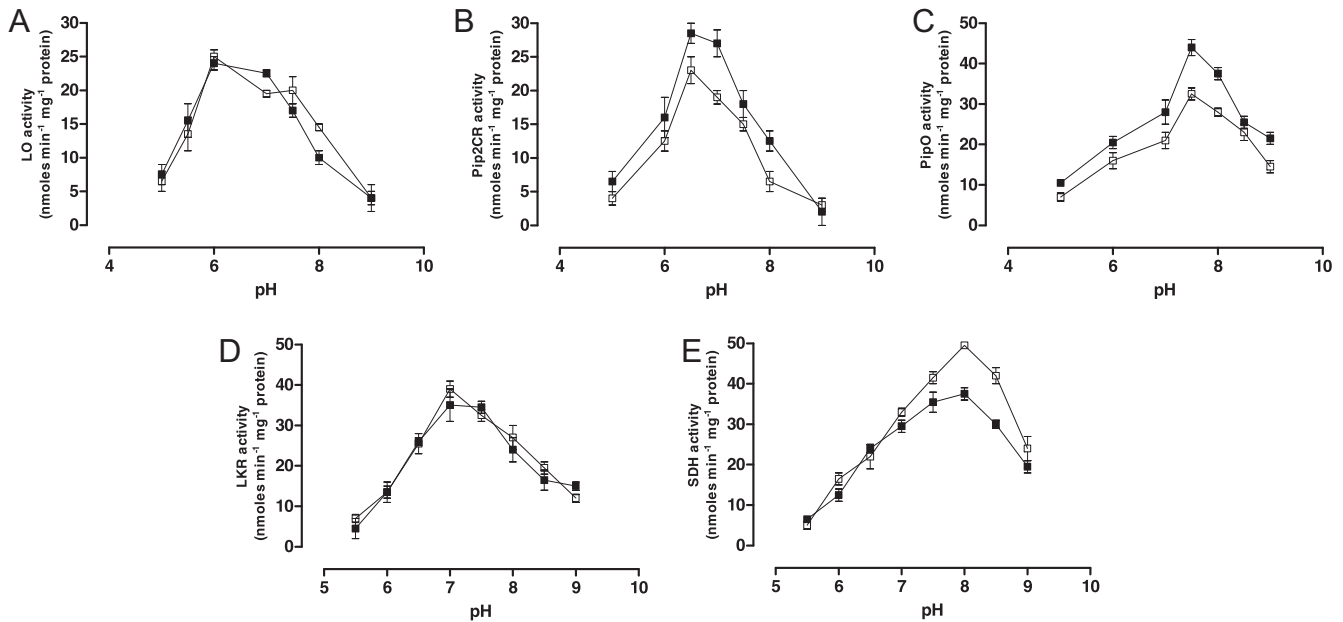 A
LO activity
(nmoles min-1 mg-1 protein)
30
25
20
15
10
5
0
4 6 8 10
pH
B
Pip2CR activity
(nmoles min-1 mg-1 protein)
30
25
20
15
10
5
0
4 6 8 10
pH
C
PipO activity
(nmoles min-1 mg-1 protein)
50
40
30
20
10
0
4 6 8 10
pH
D
LKR activity
(nmoles min-1 mg-1 protein)
50
40
30
20
10
0
5 6 7 8 9 10
pH
E
SDH activity
(nmoles min-1 mg-1 protein)
50
40
30
20
10
0
5 6 7 8 9 10
pH